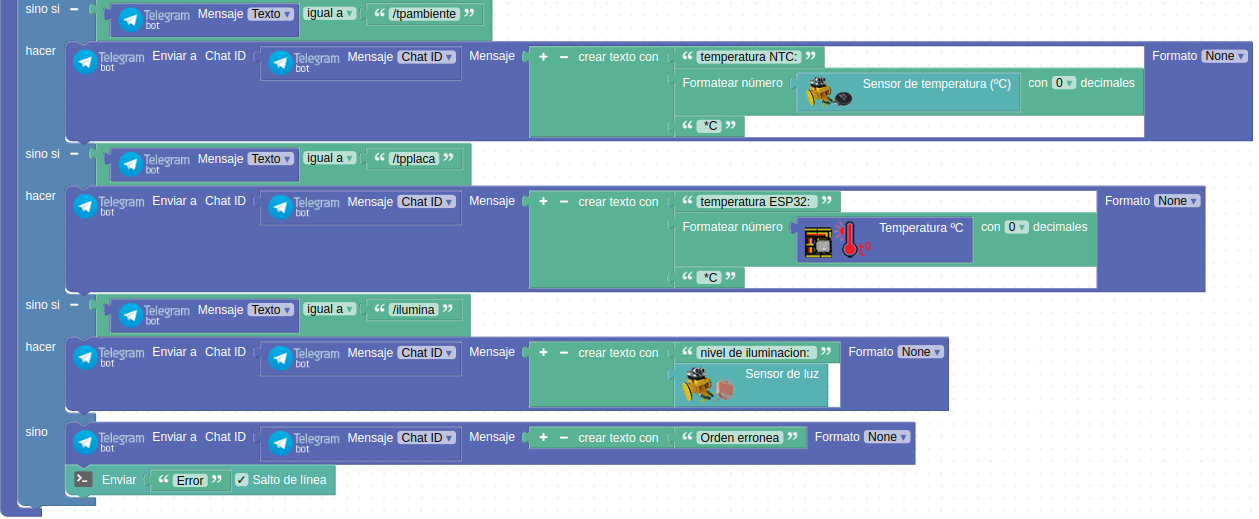 sino si − Telegram bot Mensaje Texto ▾ igual a ▾ “ /tpambiente ”
hacer Telegram bot Enviar a Chat ID Telegram bot Mensaje Chat ID ▾ Mensaje + − crear texto con “ temperatura NTC: ” Formato None ▾
Formatear número Sensor de temperatura (ºC) con 0 ▾ decimales
“ *C ”
sino si − Telegram bot Mensaje Texto ▾ igual a ▾ “ /tpplaca ”
hacer Telegram bot Enviar a Chat ID Telegram bot Mensaje Chat ID ▾ Mensaje + − crear texto con “ temperatura ESP32: ” Formato None ▾
Formatear número tº Temperatura ºC con 0 ▾ decimales
“ *C ”
sino si − Telegram bot Mensaje Texto ▾ igual a ▾ “ /ilumina ”
hacer Telegram bot Enviar a Chat ID Telegram bot Mensaje Chat ID ▾ Mensaje + − crear texto con “ nivel de iluminacion: ” Formato None ▾
Sensor de luz
sino Telegram bot Enviar a Chat ID Telegram bot Mensaje Chat ID ▾ Mensaje + − crear texto con “ Orden erronea ” Formato None ▾
>_ Enviar “ Error ” ✓ Salto de línea